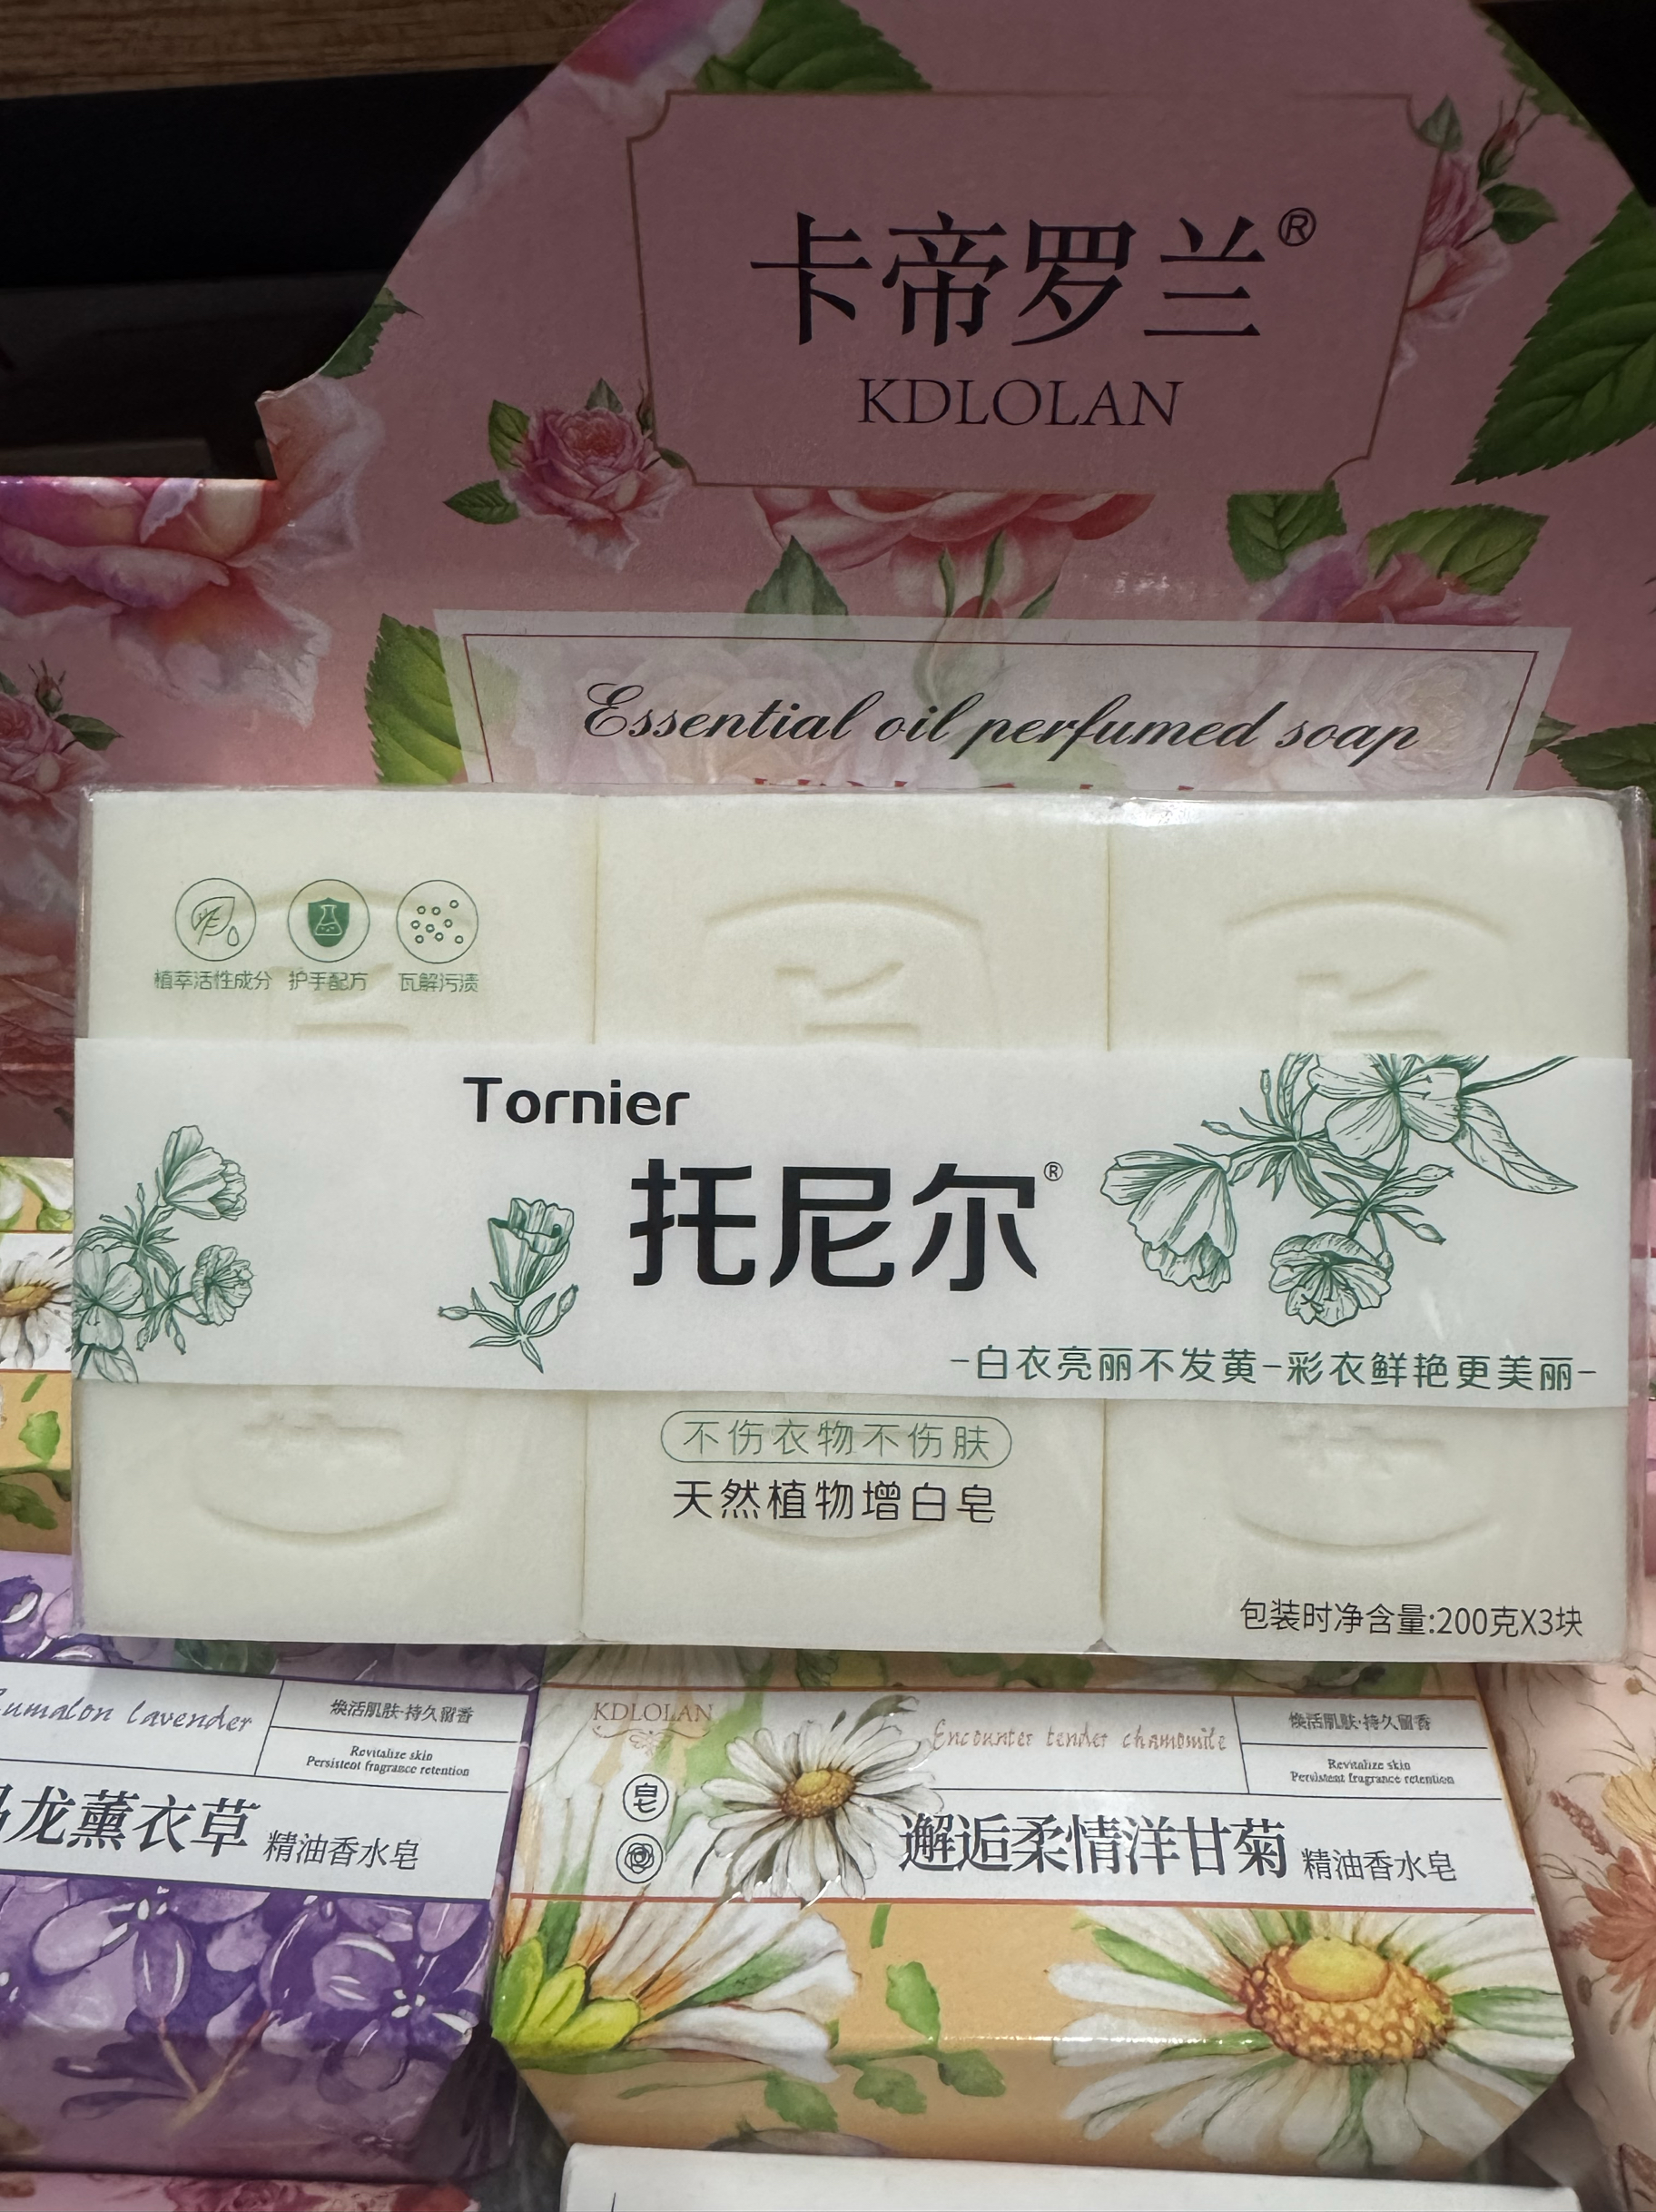 卡帝罗兰®
KDLOLAN
Essential oil perfumed soap
植萃活性成分 护手配方 瓦解污渍
Tornier
托尼尔®
-白衣亮丽不发黄-彩衣鲜艳更美丽-
不伤衣物不伤肤
天然植物增白皂
包装时净含量:200克X3块
lavender
焕活肌肤·持久留香
Revitalize skin
Persistent fragrance retention
龙薰衣草 精油香水皂
KDLOLAN
Encounter tender chamomile
焕活肌肤·持久留香
Revitalize skin
Persistent fragrance retention
皂
邂逅柔情洋甘菊 精油香水皂